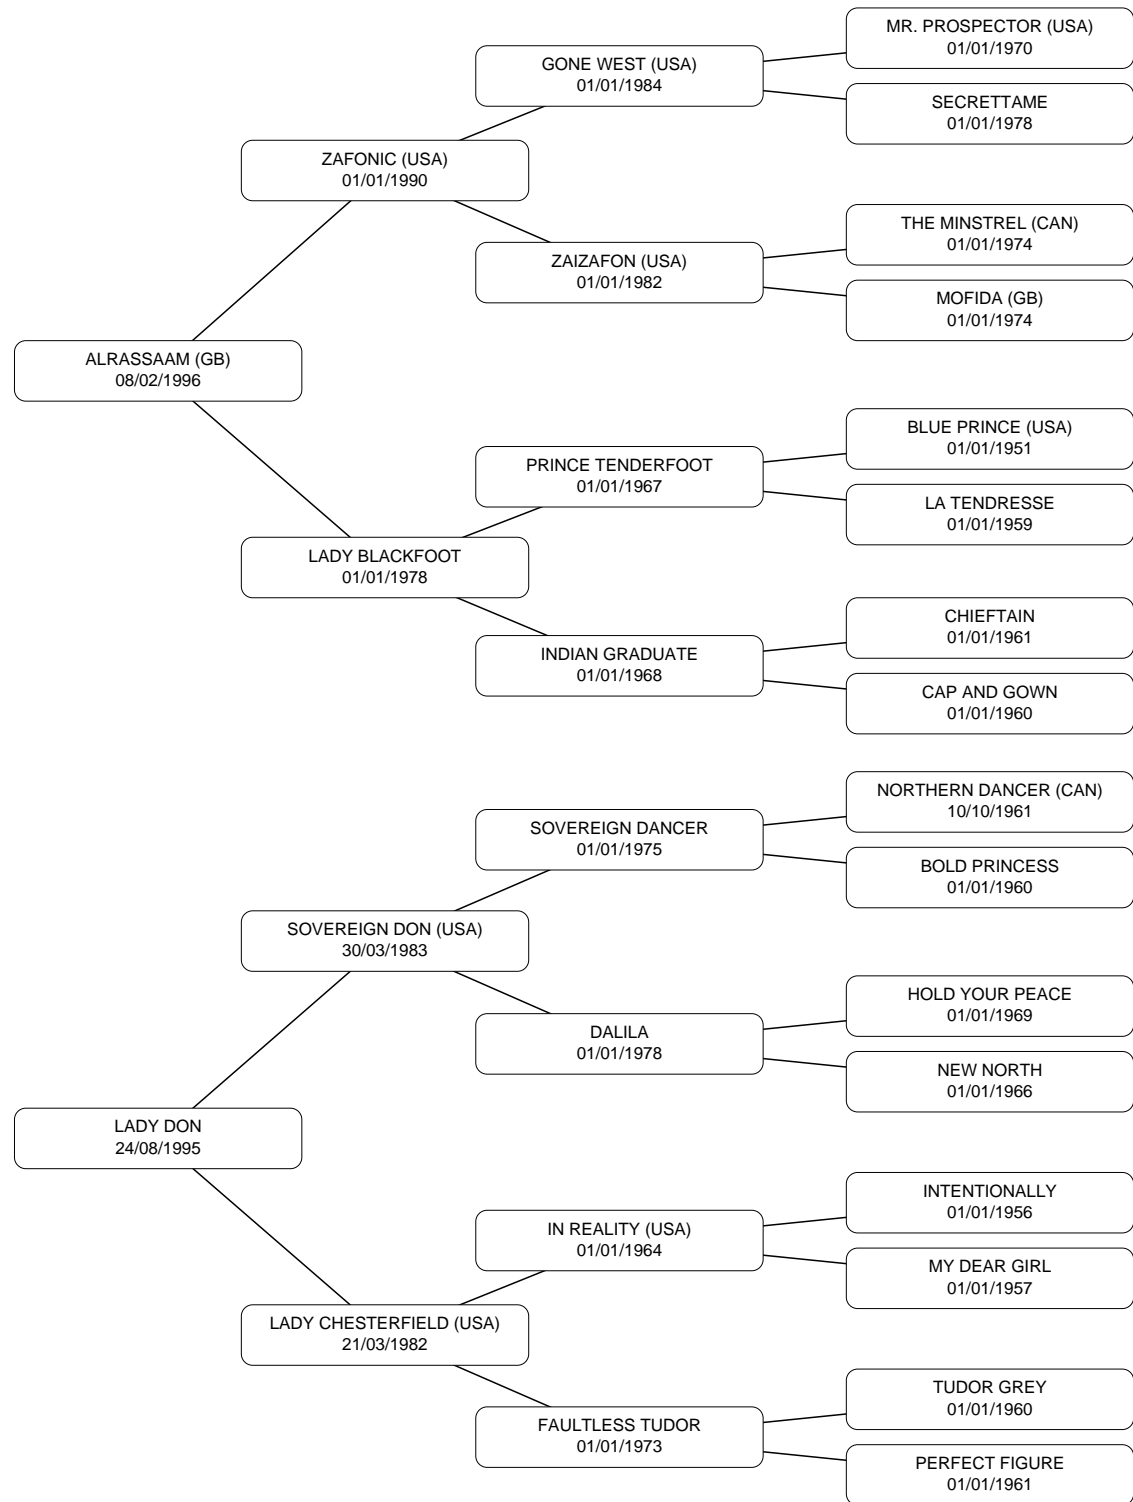 MR. PROSPECTOR (USA)
01/01/1970
GONE WEST (USA)
01/01/1984
SECRETTAME
01/01/1978
ZAFONIC (USA)
01/01/1990
THE MINSTREL (CAN)
01/01/1974
ZAIZAFON (USA)
01/01/1982
MOFIDA (GB)
01/01/1974
ALRASSAAM (GB)
08/02/1996
BLUE PRINCE (USA)
01/01/1951
PRINCE TENDERFOOT
01/01/1967
LA TENDRESSE
01/01/1959
LADY BLACKFOOT
01/01/1978
CHIEFTAIN
01/01/1961
INDIAN GRADUATE
01/01/1968
CAP AND GOWN
01/01/1960
NORTHERN DANCER (CAN)
10/10/1961
SOVEREIGN DANCER
01/01/1975
BOLD PRINCESS
01/01/1960
SOVEREIGN DON (USA)
30/03/1983
HOLD YOUR PEACE
01/01/1969
DALILA
01/01/1978
NEW NORTH
01/01/1966
LADY DON
24/08/1995
INTENTIONALLY
01/01/1956
IN REALITY (USA)
01/01/1964
MY DEAR GIRL
01/01/1957
LADY CHESTERFIELD (USA)
21/03/1982
TUDOR GREY
01/01/1960
FAULTLESS TUDOR
01/01/1973
PERFECT FIGURE
01/01/1961